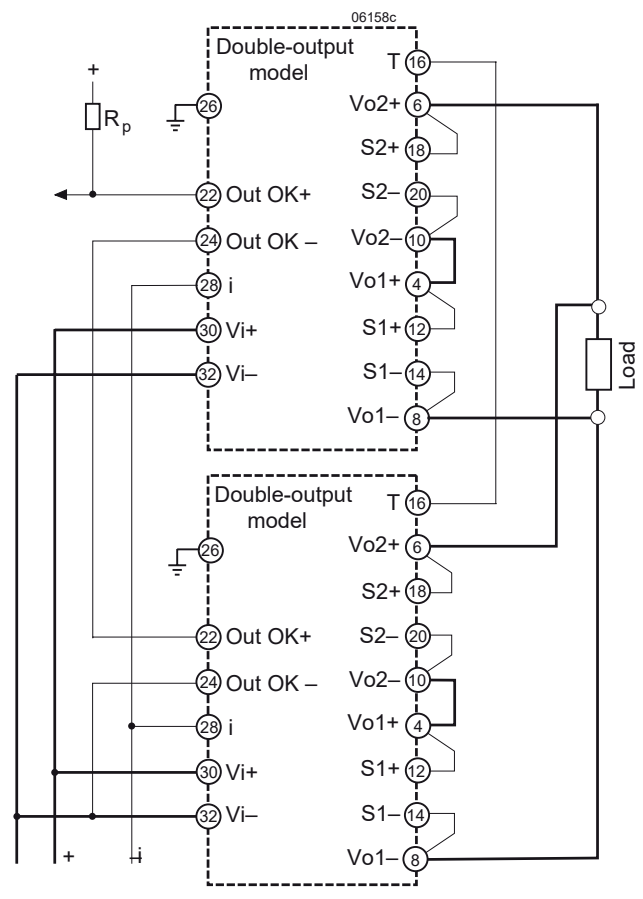 06158c
Double-output
model
T 16
+
Vo2+ 6
26
Rp
S2+ 18
22 Out OK+
S2– 20
24 Out OK –
Vo2– 10
28 i
Vo1+ 4
30 Vi+
S1+ 12
32 Vi–
S1– 14
Load
Vo1– 8
Double-output
model
T 16
26
Vo2+ 6
S2+ 18
22 Out OK+
S2– 20
24 Out OK –
Vo2– 10
28 i
Vo1+ 4
30 Vi+
S1+ 12
32 Vi–
S1– 14
+ –i
Vo1– 8